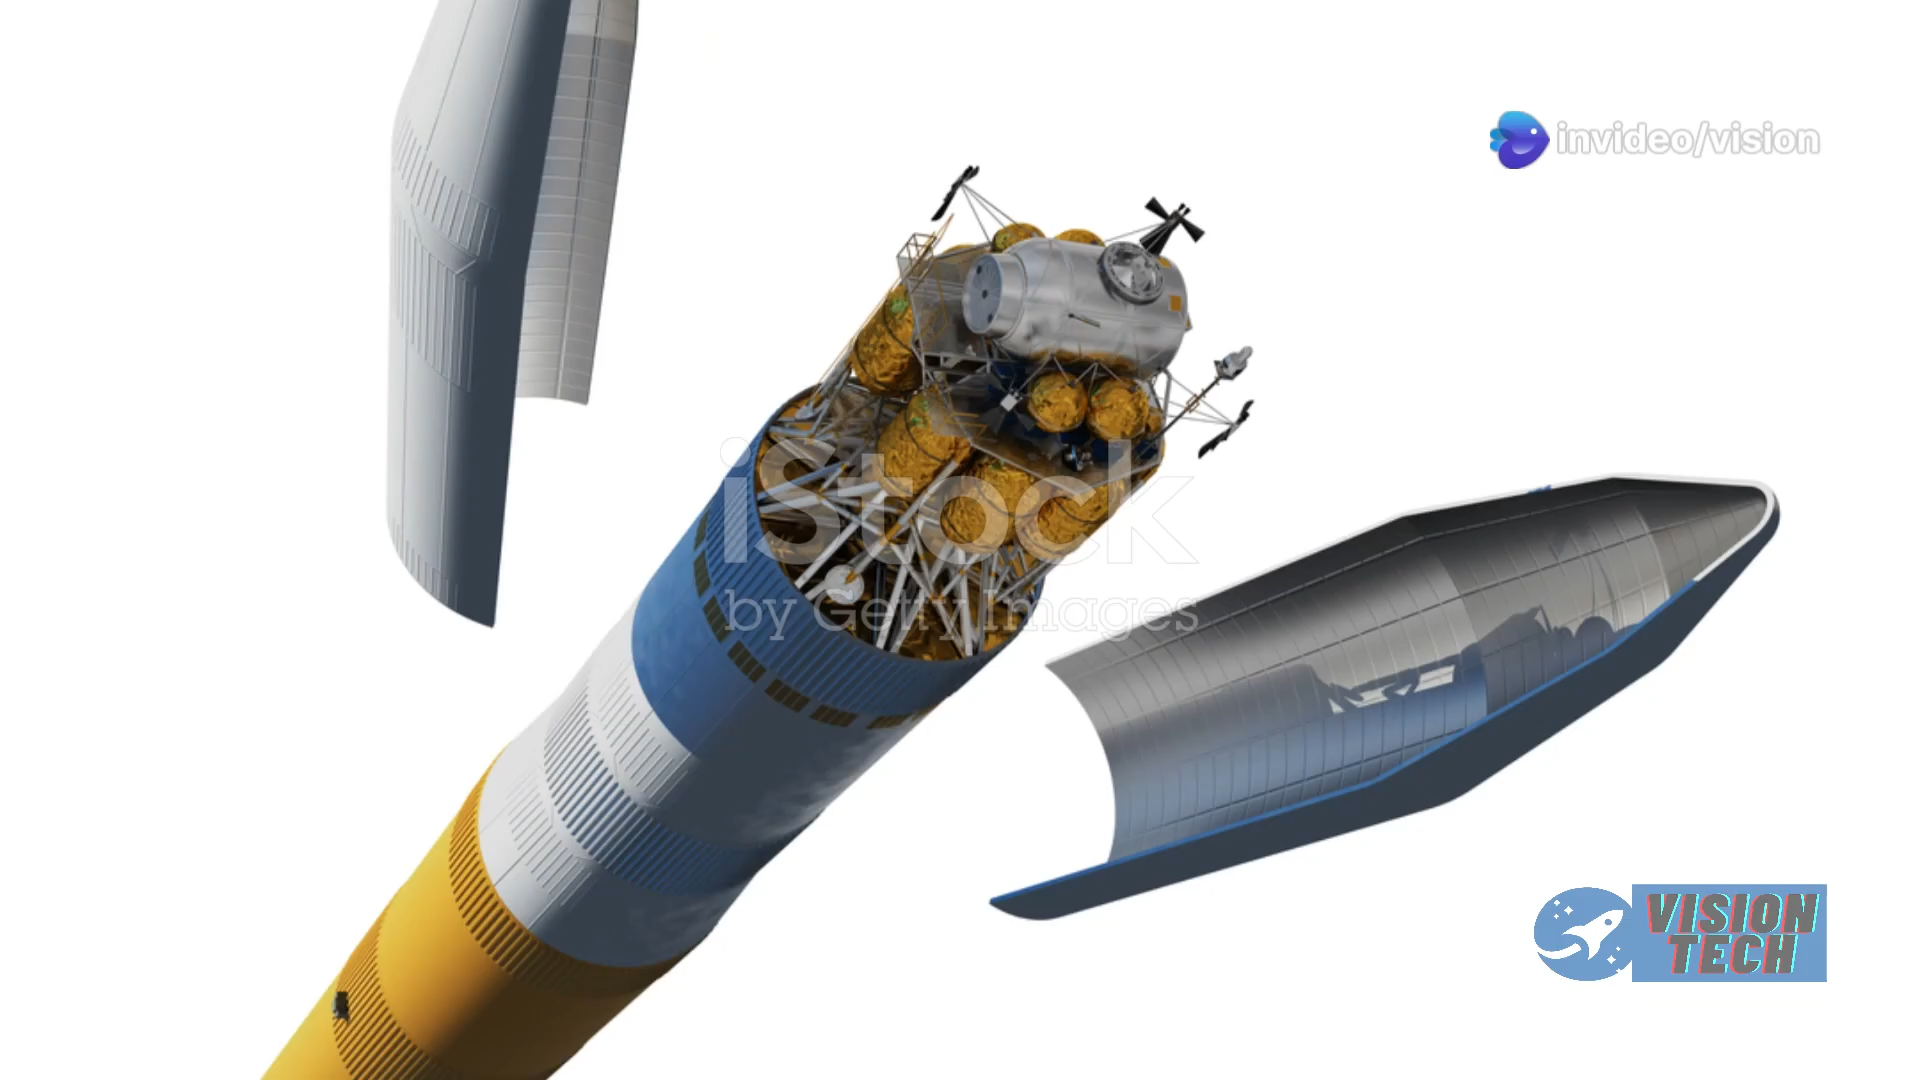 invideo/vision
iStock
by Getty Images
VISION
TECH